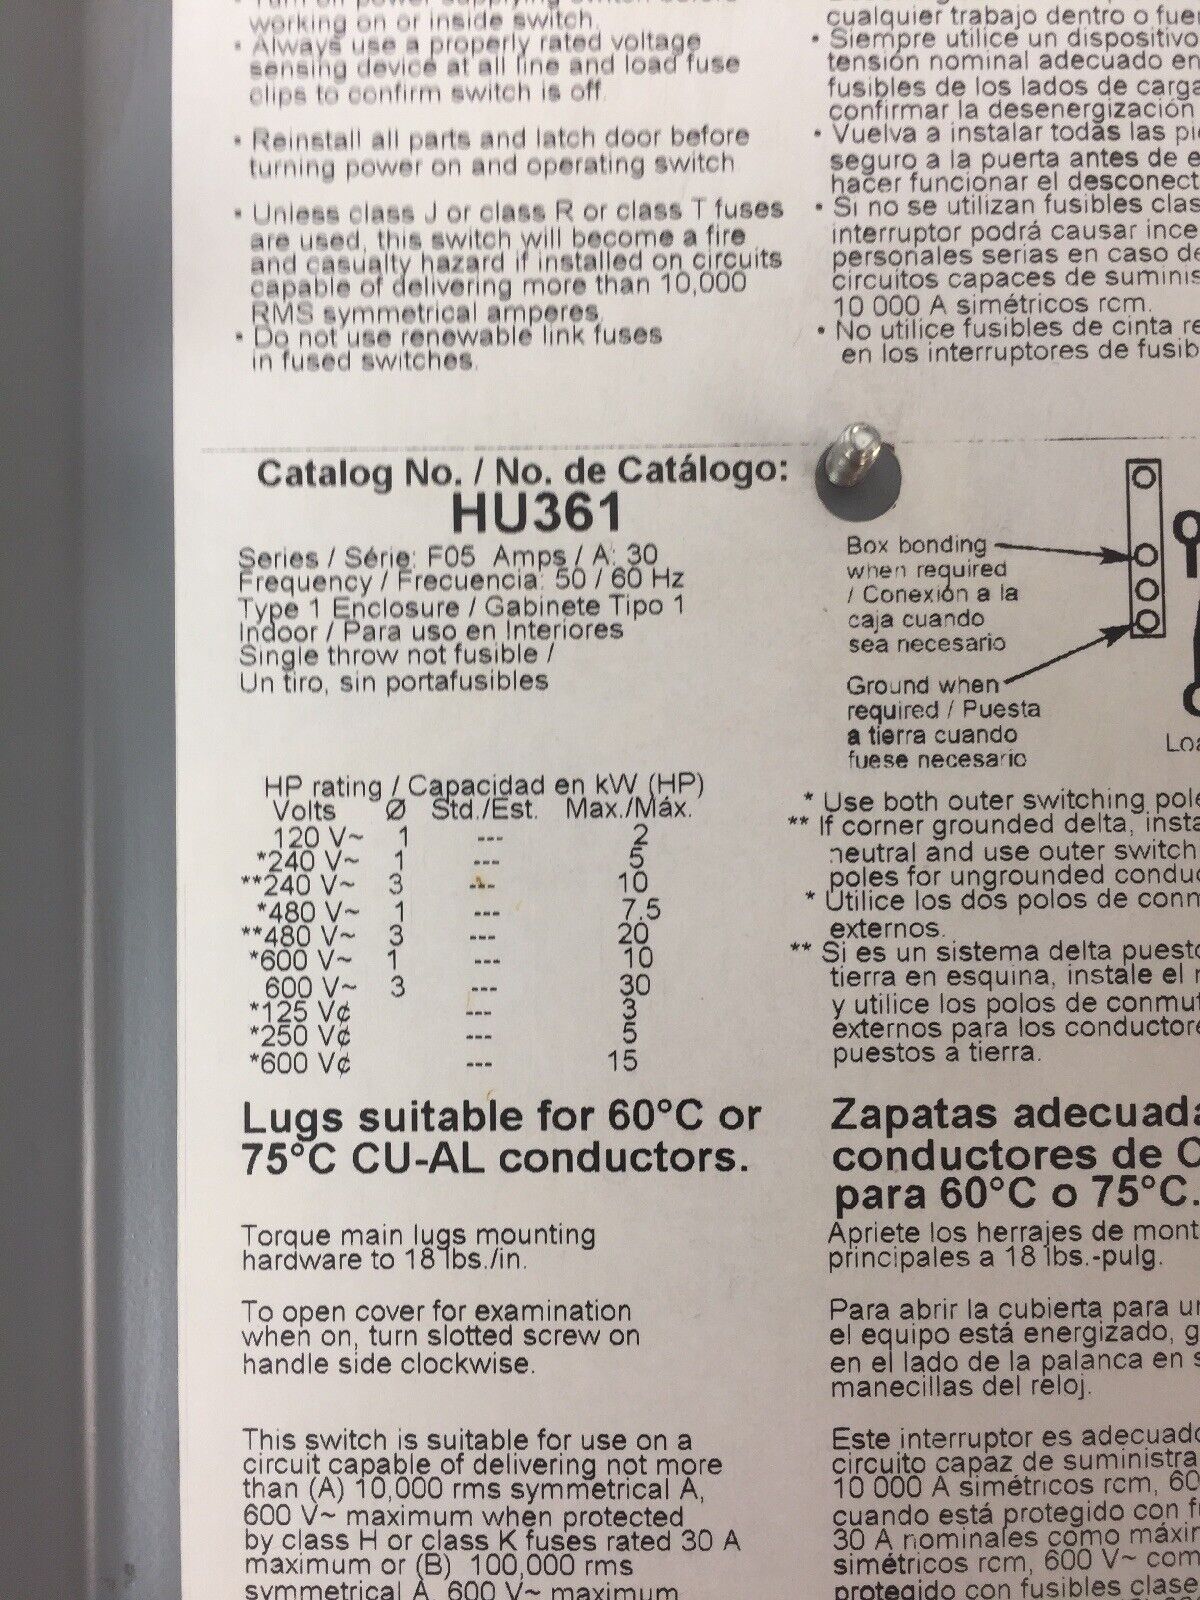 working on or inside switch.
• Always use a properly rated voltage
sensing device at all line and load fuse
clips to confirm switch is off.
• Reinstall all parts and latch door before
turning power on and operating switch
• Unless class J or class R or class T fuses
are used, this switch will become a fire
and casualty hazard if installed on circuits
capable of delivering more than 10,000
RMS symmetrical amperes.
• Do not use renewable link fuses
in fused switches.
cualquier trabajo dentro o fue
• Siempre utilice un dispositivo
tensión nominal adecuado en
fusibles de los lados de carga
confirmar la desenergización
• Vuelva a instalar todas las pi
seguro a la puerta antes de e
hacer funcionar el desconect
• Si no se utilizan fusibles clas
interruptor podrá causar ince
personales serias en caso de
circuitos capaces de suminis
10 000 A simétricos rcm.
• No utilice fusibles de cinta re
en los interruptores de fusib
Catalog No. / No. de Catálogo:
HU361
Series / Série: F05 Amps / A: 30
Frequency / Frecuencia: 50 / 60 Hz
Type 1 Enclosure / Gabinete Tipo 1
Indoor / Para uso en Interiores
Single throw not fusible /
Un tiro, sin portafusibles
Box bonding
when required
/ Conexión a la
caja cuando
sea necesario
Ground when
required / Puesta
a tierra cuando
fuese necesario
Loa
HP rating / Capacidad en kW (HP)
Volts Ø Std./Est. Max./Máx.
120 V~ 1 --- 2
*240 V~ 1 --- 5
**240 V~ 3 --- 10
*480 V~ 1 --- 7.5
**480 V~ 3 --- 20
*600 V~ 1 --- 10
600 V~ 3 --- 30
*125 V¢ --- 3
*250 V¢ --- 5
*600 V¢ --- 15
* Use both outer switching pole
** If corner grounded delta, insta
neutral and use outer switch
poles for ungrounded conduc
* Utilice los dos polos de conm
externos.
** Si es un sistema delta puesto
tierra en esquina, instale el n
y utilice los polos de conmut
externos para los conductore
puestos a tierra.
Lugs suitable for 60°C or
75°C CU-AL conductors.
Torque main lugs mounting
hardware to 18 lbs./in.
To open cover for examination
when on, turn slotted screw on
handle side clockwise.
This switch is suitable for use on a
circuit capable of delivering not more
than (A) 10,000 rms symmetrical A,
600 V~ maximum when protected
by class H or class K fuses rated 30 A
maximum or (B) 100,000 rms
symmetrical A, 600 V~ maximum
Zapatas adecuada
conductores de C
para 60°C o 75°C.
Apriete los herrajes de mont
principales a 18 lbs.-pulg.
Para abrir la cubierta para un
el equipo está energizado, g
en el lado de la palanca en s
manecillas del reloj.
Este interruptor es adecuado
circuito capaz de suministra
10 000 A simétricos rcm, 60
cuando está protegido con fu
30 A nominales como máxim
simétricos rcm, 600 V~ com
protegido con fusibles clase